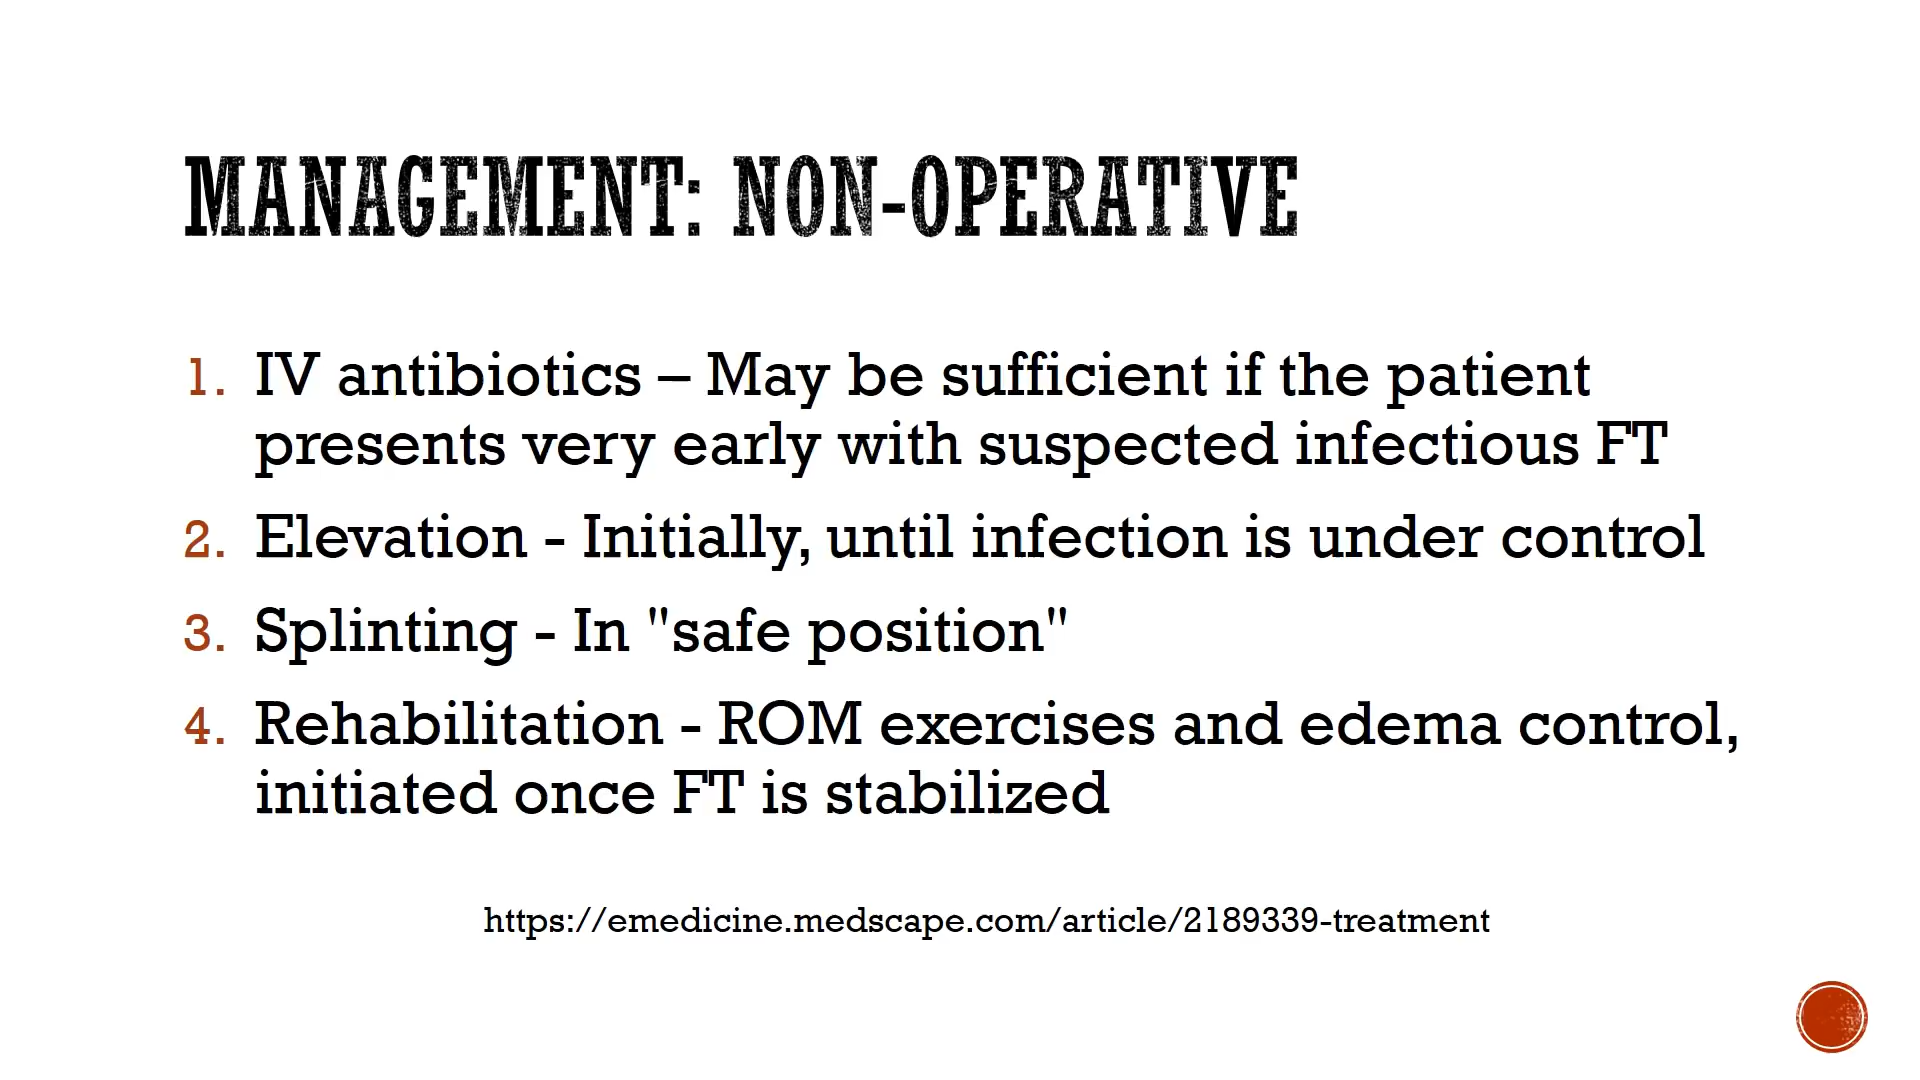 MANAGEMENT: NON-OPERATIVE
1. IV antibiotics – May be sufficient if the patient
presents very early with suspected infectious FT
2. Elevation - Initially, until infection is under control
3. Splinting - In "safe position"
4. Rehabilitation - ROM exercises and edema control,
initiated once FT is stabilized
https://emedicine.medscape.com/article/2189339-treatment